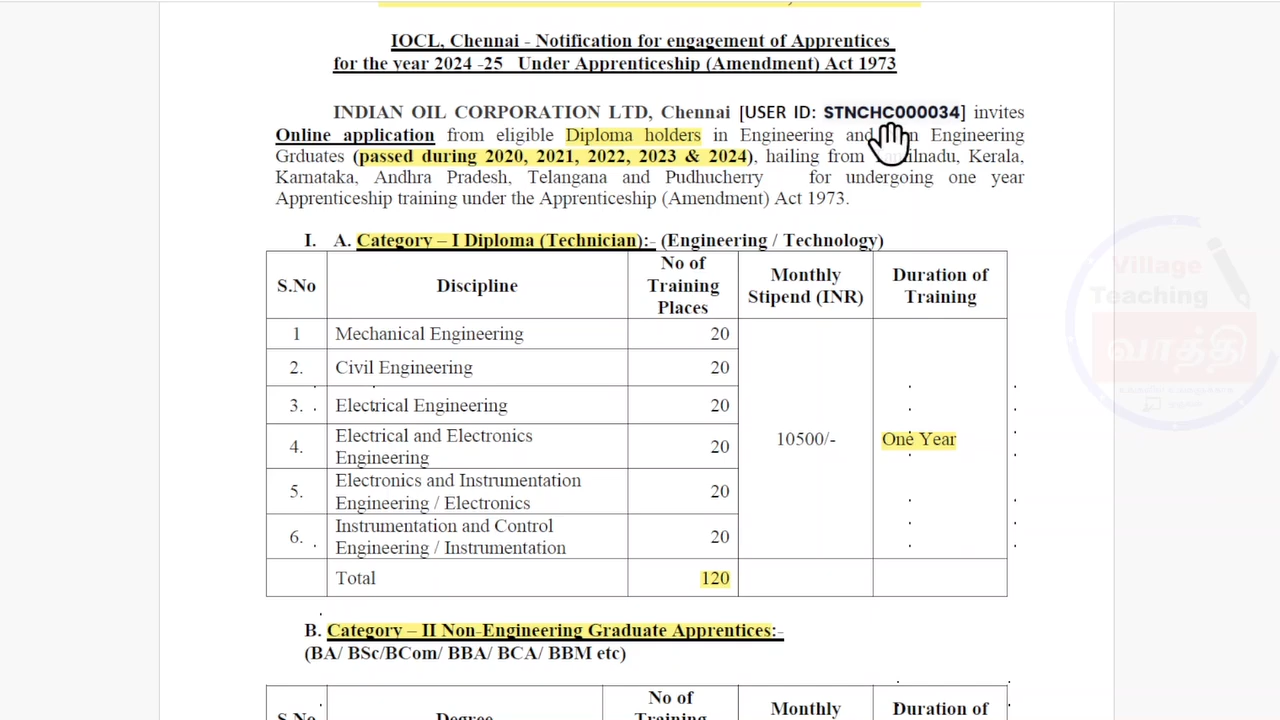 IOCL, Chennai - Notification for engagement of Apprentices
for the year 2024 -25 Under Apprenticeship (Amendment) Act 1973
INDIAN OIL CORPORATION LTD, Chennai [USER ID: STNCHC000034] invites
Online application from eligible Diploma holders in Engineering and Engineering
Grduates (passed during 2020, 2021, 2022, 2023 & 2024), hailing from Tamilnadu, Kerala,
Karnataka, Andhra Pradesh, Telangana and Pudhucherry for undergoing one year
Apprenticeship training under the Apprenticeship (Amendment) Act 1973.
I. A. Category – I Diploma (Technician):- (Engineering / Technology)
S.No Discipline No of Training Places Monthly Stipend (INR) Duration of Training
1 Mechanical Engineering 20
2. Civil Engineering 20
3. Electrical Engineering 20
4. Electrical and Electronics Engineering 20
5. Electronics and Instrumentation Engineering / Electronics 20
6. Instrumentation and Control Engineering / Instrumentation 20
10500/- One Year
Total 120
B. Category – II Non-Engineering Graduate Apprentices:-
(BA/ BSc/BCom/ BBA/ BCA/ BBM etc)
S.No Degree No of Training Monthly Duration of
Village
Teaching
வாத்தி